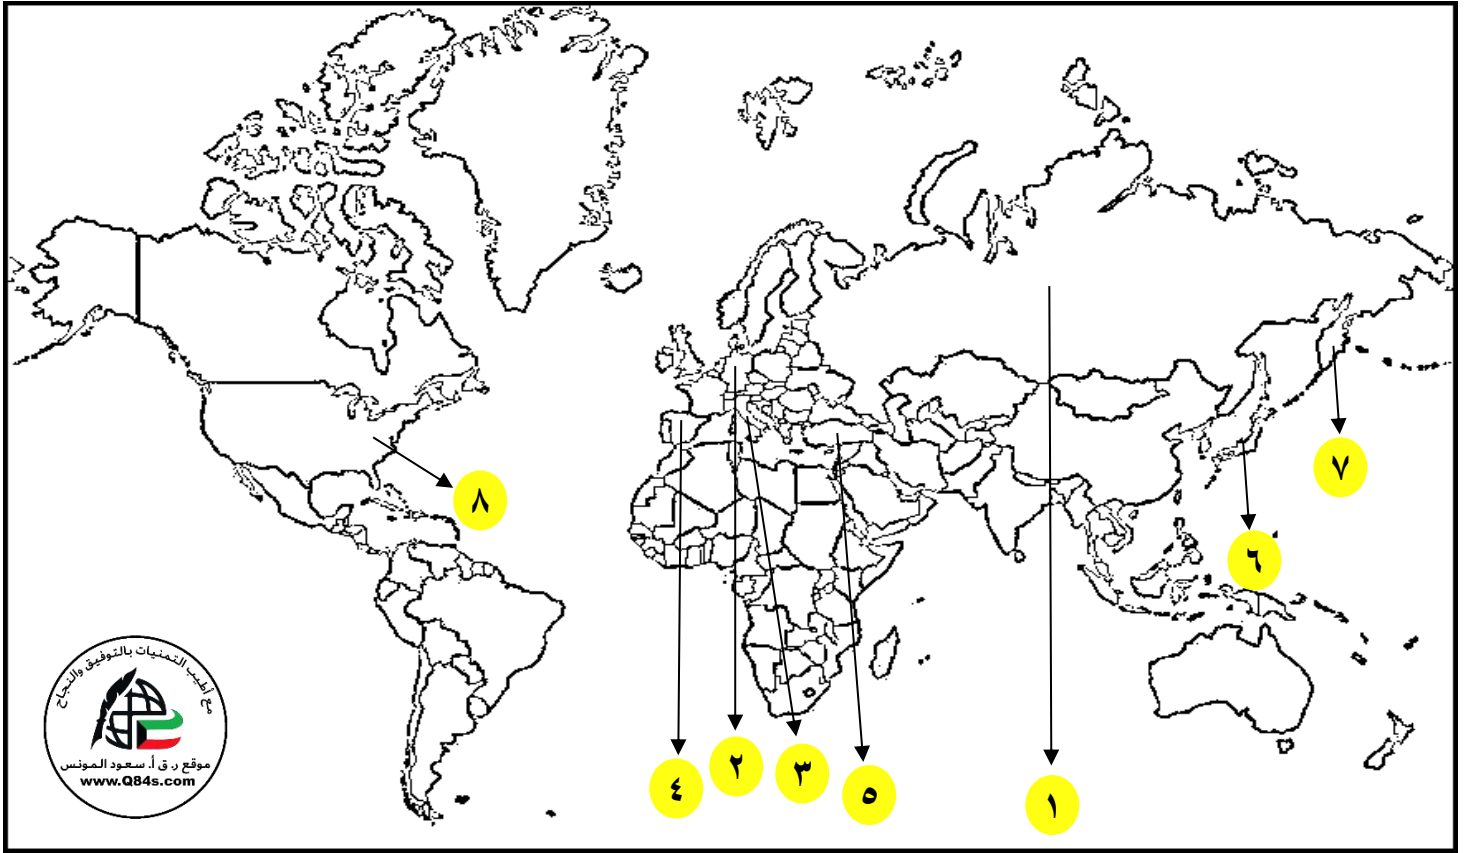 ٧
٨
٦
٤
٢
٣
٥
١
مع أطيب التمنيات بالتوفيق والنجاح
موقع ر. ق أ. سعود المونس
www.Q84s.com